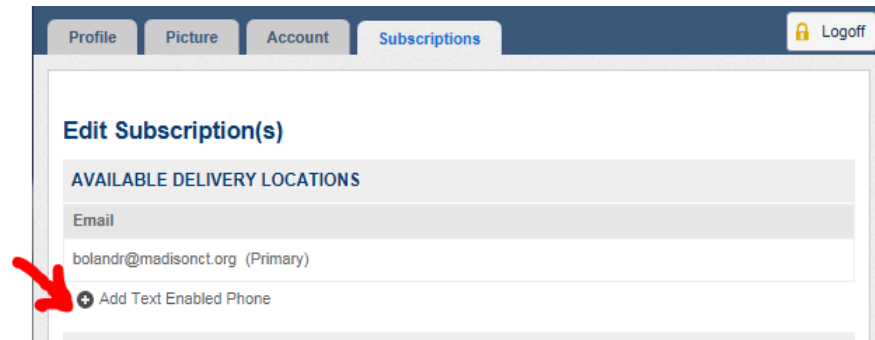 Profile Picture Account Subscriptions Logoff
Edit Subscription(s)
AVAILABLE DELIVERY LOCATIONS
Email
bolandr@madisonct.org (Primary)
Add Text Enabled Phone